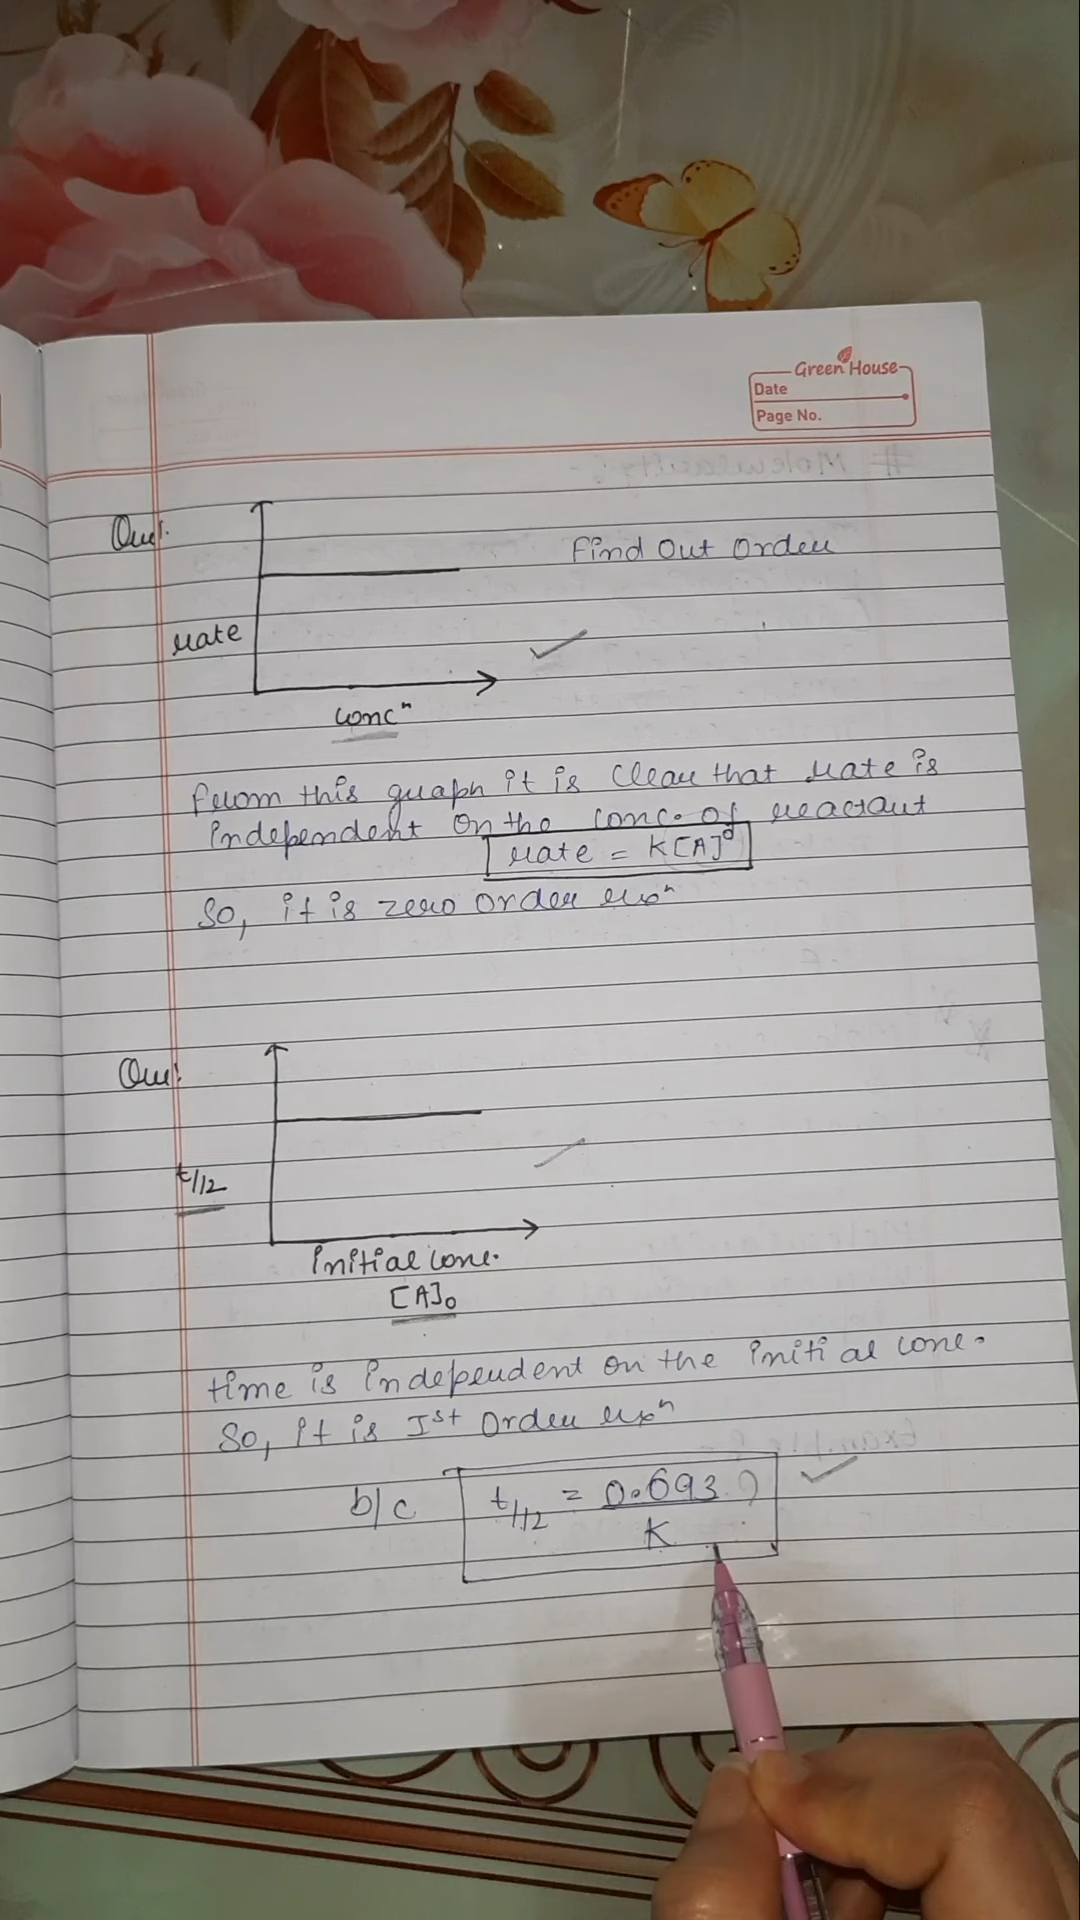 Green House
Date
Page No.
Que:
Find Out Order
rate
concⁿ
From this graph it is clear that rate is
independent on the conc. of reactant
rate = K[A]⁰
So, it is zero order rxⁿ
Que:
t1/2
initial conc.
[A]₀
time is independent on the initial conc.
So, it is Ist order rxⁿ
b/c t1/2 = 0.693
K